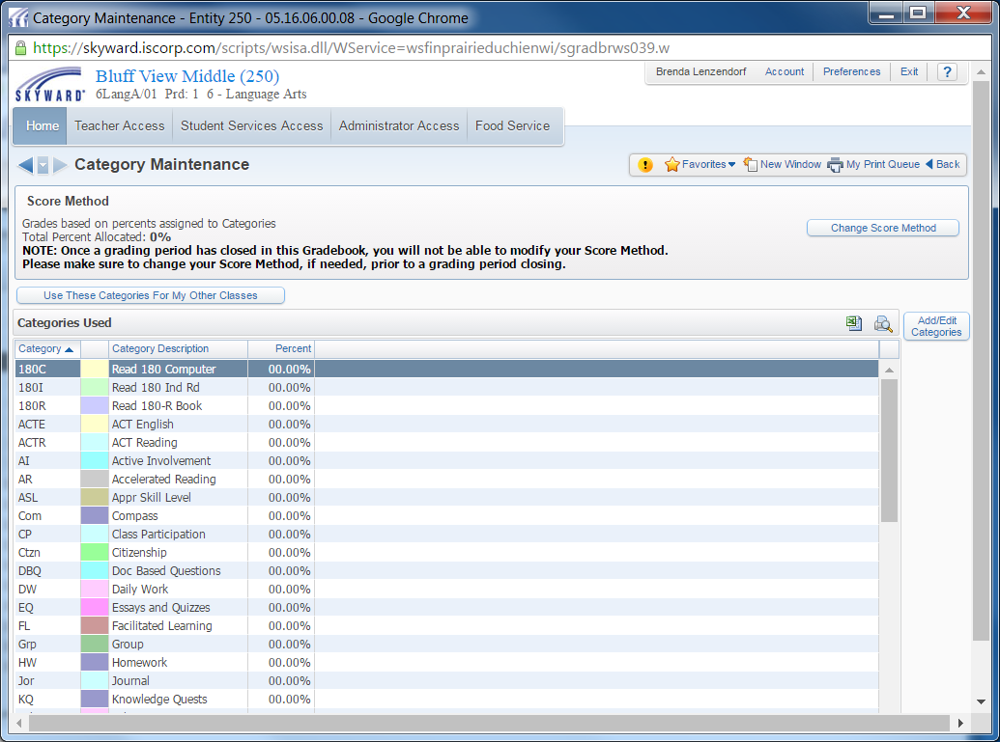 Category Maintenance - Entity 250 - 05.16.06.00.08 - Google Chrome
https://skyward.iscorp.com/scripts/wsisa.dll/WService=wsfinprairieduchienwi/sgradbrws039.w
SKYWARD
Bluff View Middle (250)
6LangA/01 Prd: 1 6 - Language Arts
Brenda Lenzendorf Account Preferences Exit ?
Home Teacher Access Student Services Access Administrator Access Food Service
Category Maintenance
Favorites New Window My Print Queue Back
Score Method
Grades based on percents assigned to Categories
Total Percent Allocated: 0%
NOTE: Once a grading period has closed in this Gradebook, you will not be able to modify your Score Method.
Please make sure to change your Score Method, if needed, prior to a grading period closing.
Change Score Method
Use These Categories For My Other Classes
Categories Used
Add/Edit
Categories
Category Category Description Percent
180C Read 180 Computer 00.00%
180I Read 180 Ind Rd 00.00%
180R Read 180-R Book 00.00%
ACTE ACT English 00.00%
ACTR ACT Reading 00.00%
AI Active Involvement 00.00%
AR Accelerated Reading 00.00%
ASL Appr Skill Level 00.00%
Com Compass 00.00%
CP Class Participation 00.00%
Ctzn Citizenship 00.00%
DBQ Doc Based Questions 00.00%
DW Daily Work 00.00%
EQ Essays and Quizzes 00.00%
FL Facilitated Learning 00.00%
Grp Group 00.00%
HW Homework 00.00%
Jor Journal 00.00%
KQ Knowledge Quests 00.00%